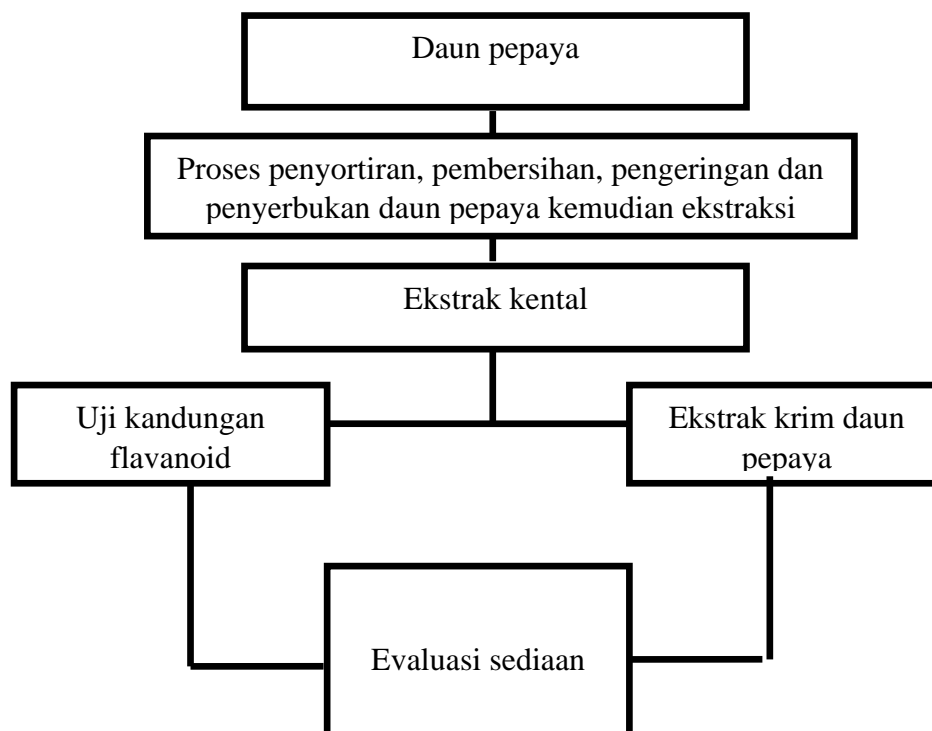 Daun pepaya
Proses penyortiran, pembersihan, pengeringan dan
penyerbukan daun pepaya kemudian ekstraksi
Ekstrak kental
Uji kandungan
flavanoid
Ekstrak krim daun
pepaya
Evaluasi sediaan